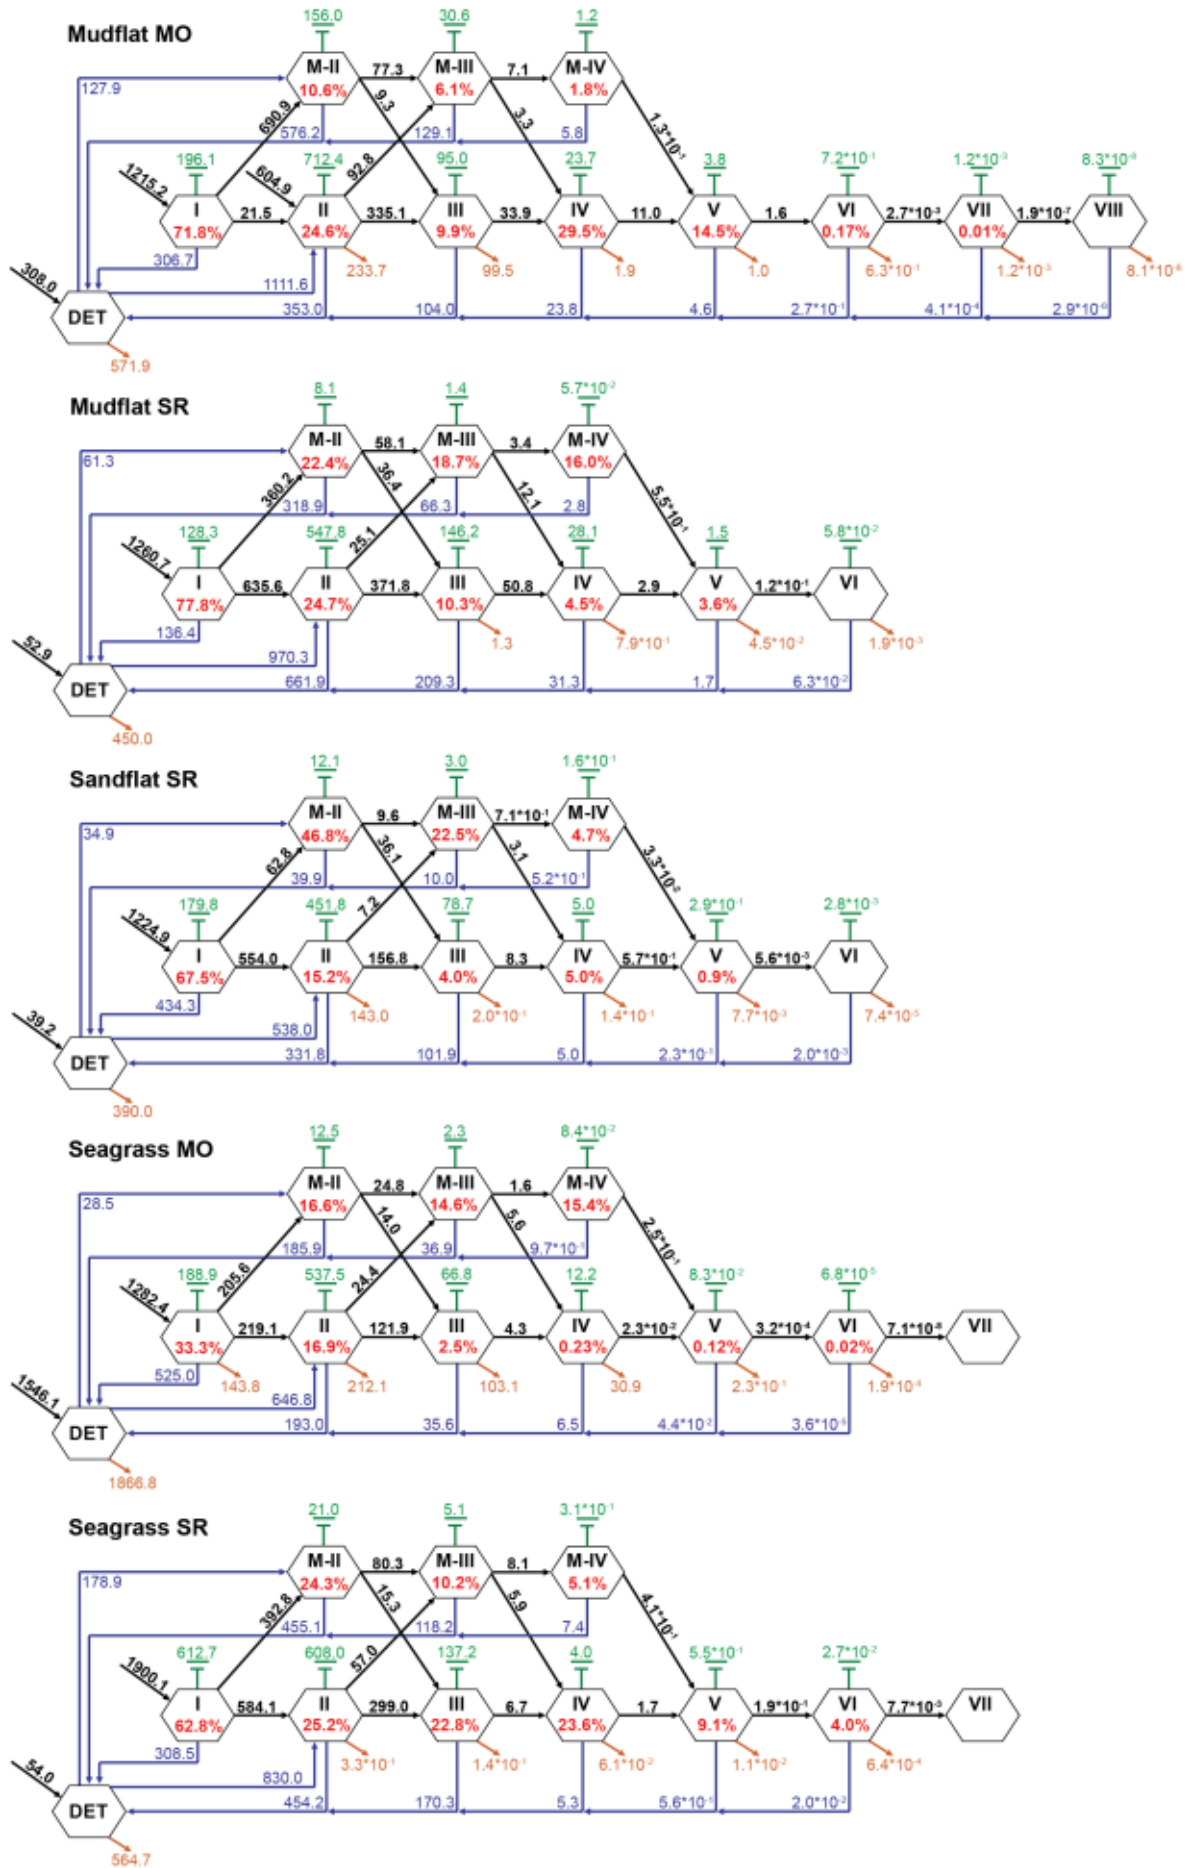 Mudflat MO
156.0 30.6 1.2
M-II 77.3 M-III 7.1 M-IV
10.6% 6.1% 1.8%
127.9 690.9 9.3 3.3 1.3*10-1
576.2 129.1 5.8
1215.2 196.1 604.9 712.4 92.8 95.0 23.7 3.8 7.2*10-1 1.2*10-3 8.3*10-8
I 21.5 II 335.1 III 33.9 IV 11.0 V 1.6 VI 2.7*10-3 VII 1.9*10-7 VIII
71.8% 24.6% 9.9% 29.5% 14.5% 0.17% 0.01%
306.7 233.7 99.5 1.9 1.0 6.3*10-1 1.2*10-3 8.1*10-8
308.0 1111.6
DET 353.0 104.0 23.8 4.6 2.7*10-1 4.1*10-4 2.9*10-8
571.9
Mudflat SR
8.1 1.4 5.7*10-2
M-II 58.1 M-III 3.4 M-IV
22.4% 18.7% 16.0%
61.3 360.2 36.4 12.1 5.5*10-1
318.9 66.3 2.8
1260.7 128.3 547.8 25.1 146.2 28.1 1.5 5.8*10-2
I 635.6 II 371.8 III 50.8 IV 2.9 V 1.2*10-1 VI
77.8% 24.7% 10.3% 4.5% 3.6%
136.4 1.3 7.9*10-1 4.5*10-2 1.9*10-3
52.9 970.3
DET 661.9 209.3 31.3 1.7 6.3*10-2
450.0
Sandflat SR
12.1 3.0 1.6*10-1
M-II 9.6 M-III 7.1*10-1 M-IV
46.8% 22.5% 4.7%
34.9 62.8 36.1 3.1
39.9 10.0 5.2*10-1
1224.9 179.8 451.8 7.2 78.7 5.0 2.9*10-1 2.8*10-3
I 554.0 II 156.8 III 8.3 IV 5.7*10-1 V 5.6*10-3 VI
67.5% 15.2% 4.0% 5.0% 0.9%
434.3 143.0 2.0*10-1 1.4*10-1 7.7*10-3 7.4*10-5
39.2 538.0
DET 331.8 101.9 5.0 2.3*10-1 2.0*10-3
390.0
Seagrass MO
12.5 2.3 8.4*10-2
M-II 24.8 M-III 1.6 M-IV
16.6% 14.6% 15.4%
28.5 205.6 14.0 5.6 2.5*10-1
185.9 36.9 9.7*10-1
1282.4 188.9 537.5 24.4 66.8 12.2 8.3*10-2 6.8*10-5
I 219.1 II 121.9 III 4.3 IV 2.3*10-2 V 3.2*10-4 VI 7.1*10-8 VII
33.3% 16.9% 2.5% 0.23% 0.12% 0.02%
525.0 143.8 212.1 103.1 30.9 2.3*10-1 1.9*10-4
1546.1 646.8
DET 193.0 35.6 6.5 4.4*10-2 3.6*10-5
1866.8
Seagrass SR
21.0 5.1 3.1*10-1
M-II 80.3 M-III 8.1 M-IV
24.3% 10.2% 5.1%
178.9 392.8 15.3 5.9 4.1*10-1
455.1 118.2 7.4
1900.1 612.7 608.0 57.0 137.2 4.0 5.5*10-1 2.7*10-2
I 584.1 II 299.0 III 6.7 IV 1.7 V 1.9*10-1 VI 7.7*10-3 VII
62.8% 25.2% 22.8% 23.6% 9.1% 4.0%
308.5 3.3*10-1 1.4*10-1 6.1*10-2 1.1*10-2 6.4*10-4
54.0 830.0
DET 454.2 170.3 5.3 5.6*10-1 2.0*10-2
564.7